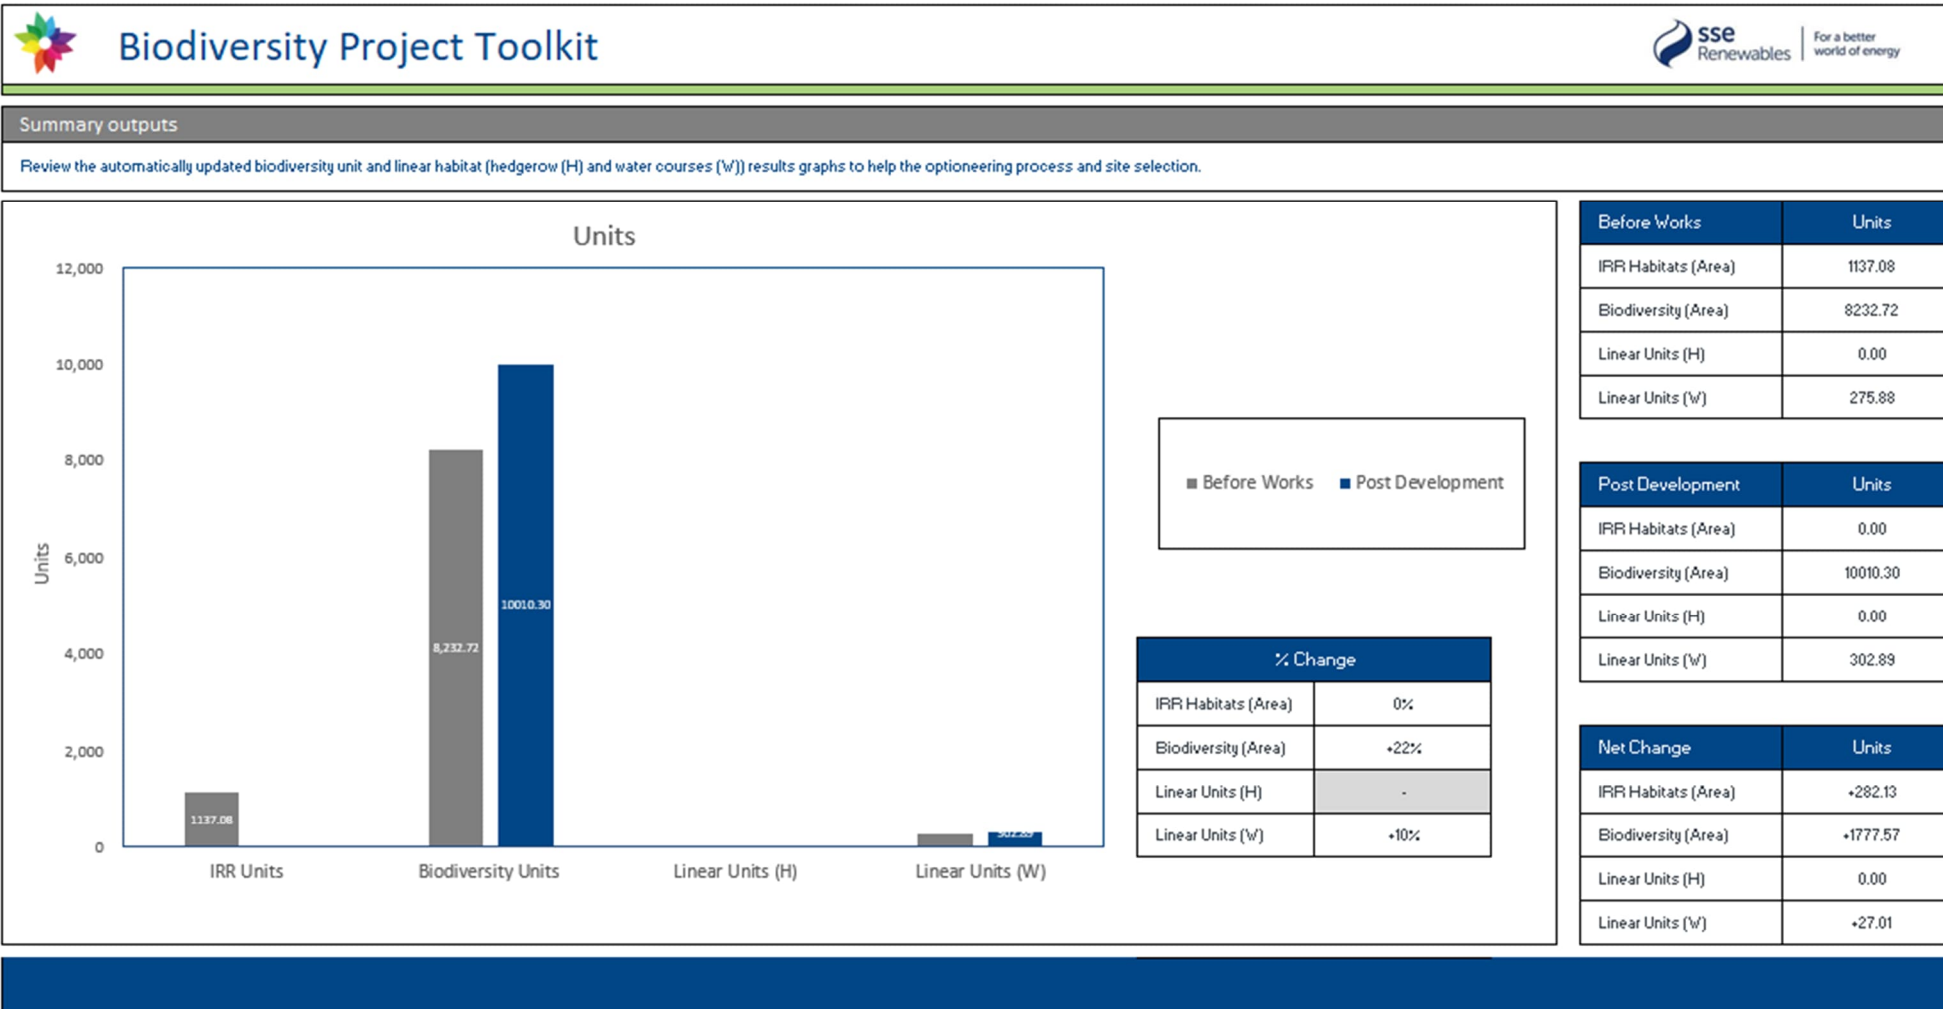 Biodiversity Project Toolkit
sse
Renewables
For a better
world of energy
Summary outputs
Review the automatically updated biodiversity unit and linear habitat (hedgerow (H) and water courses (W)) results graphs to help the optioneering process and site selection.
Units
12,000
10,000
8,000
6,000
4,000
2,000
0
Units
1137.08
8,232.72
10010.30
302.89
IRR Units
Biodiversity Units
Linear Units (H)
Linear Units (W)
Before Works
Post Development
% Change
IRR Habitats (Area) 0%
Biodiversity (Area) +22%
Linear Units (H) -
Linear Units (W) +10%
Before Works Units
IRR Habitats (Area) 1137.08
Biodiversity (Area) 8232.72
Linear Units (H) 0.00
Linear Units (W) 275.88
Post Development Units
IRR Habitats (Area) 0.00
Biodiversity (Area) 10010.30
Linear Units (H) 0.00
Linear Units (W) 302.89
Net Change Units
IRR Habitats (Area) +282.13
Biodiversity (Area) +1777.57
Linear Units (H) 0.00
Linear Units (W) +27.01